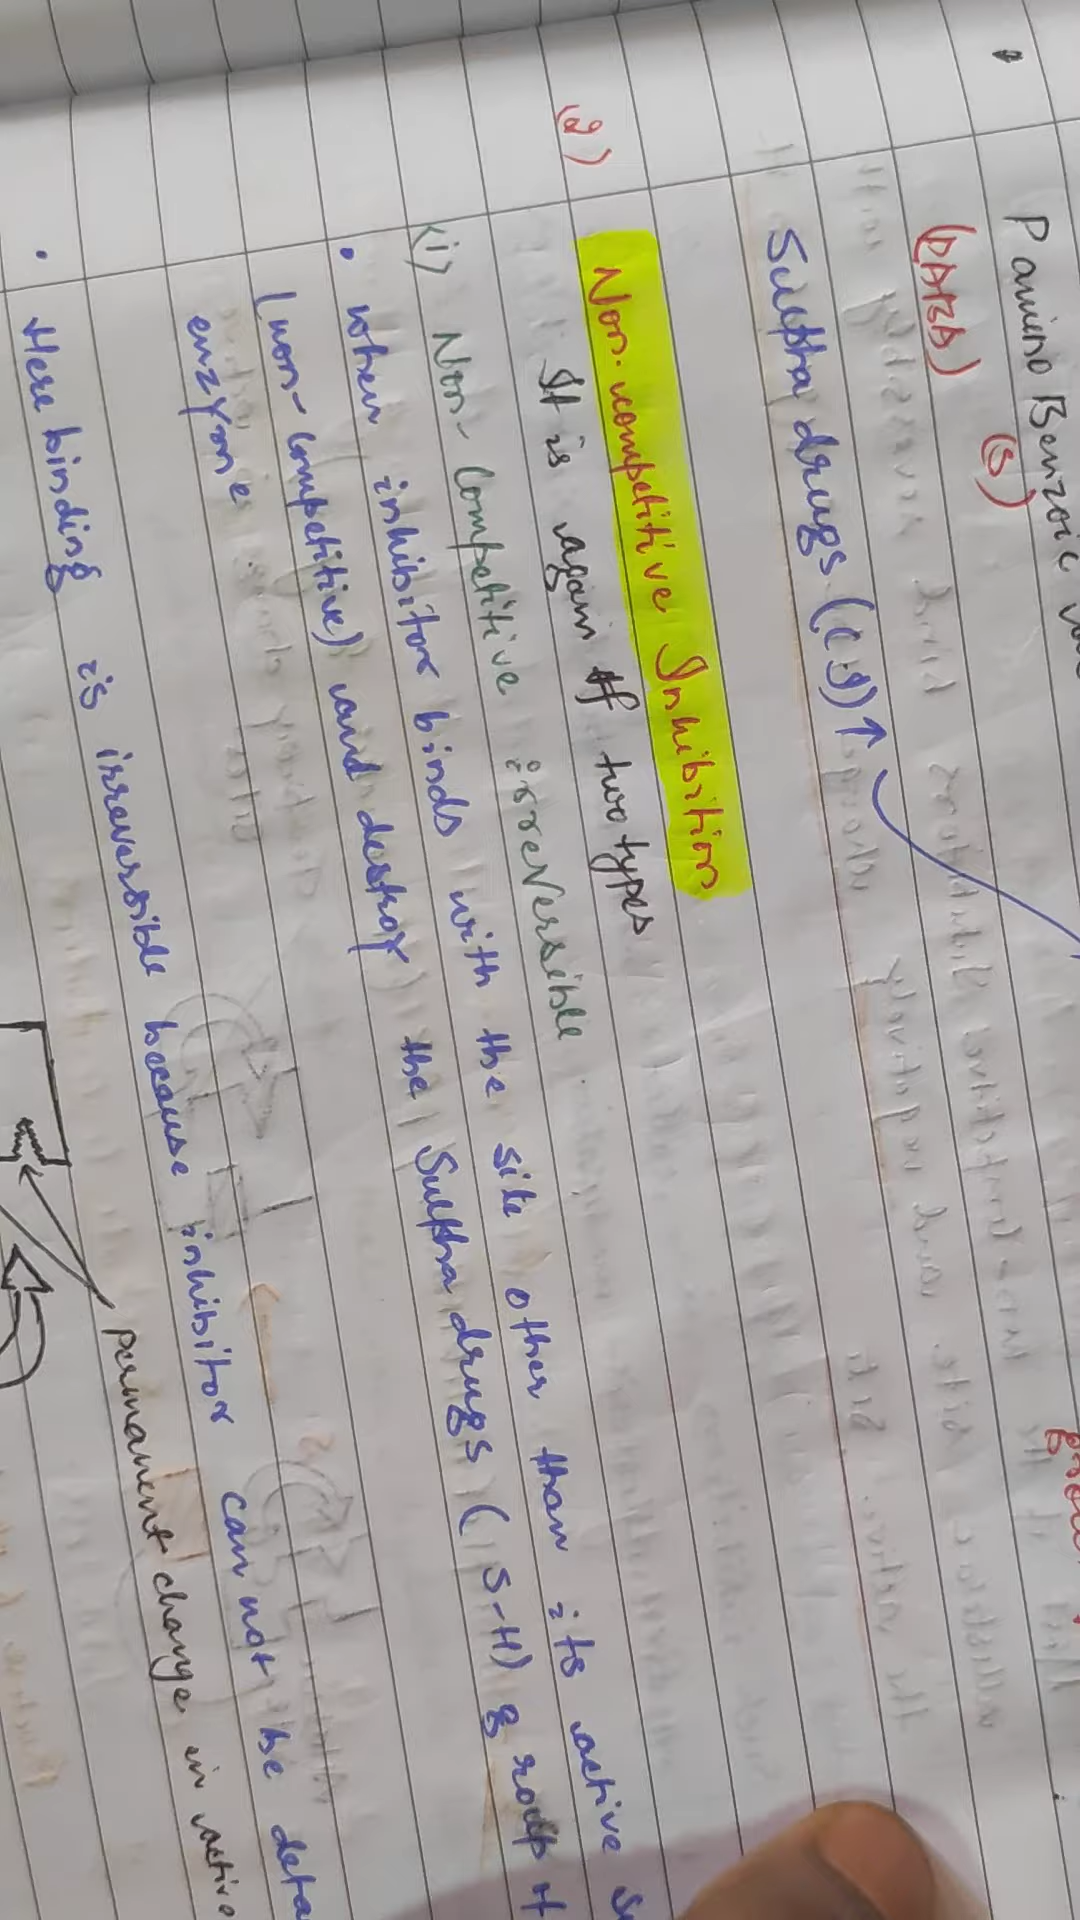 P amino Benzoic
(PABA) (S)
Sulpha drugs (C.I) ↑
(2) Non-competitive Inhibition
It is again of two types
(i) Non-Competitive irreversible
• when inhibitor binds with the site other than its active
(non-competitive) and destroy the Sulpha drugs (S-H) group
enzyme
• Here binding is irreversible because inhibitor can not be
permanent change in active